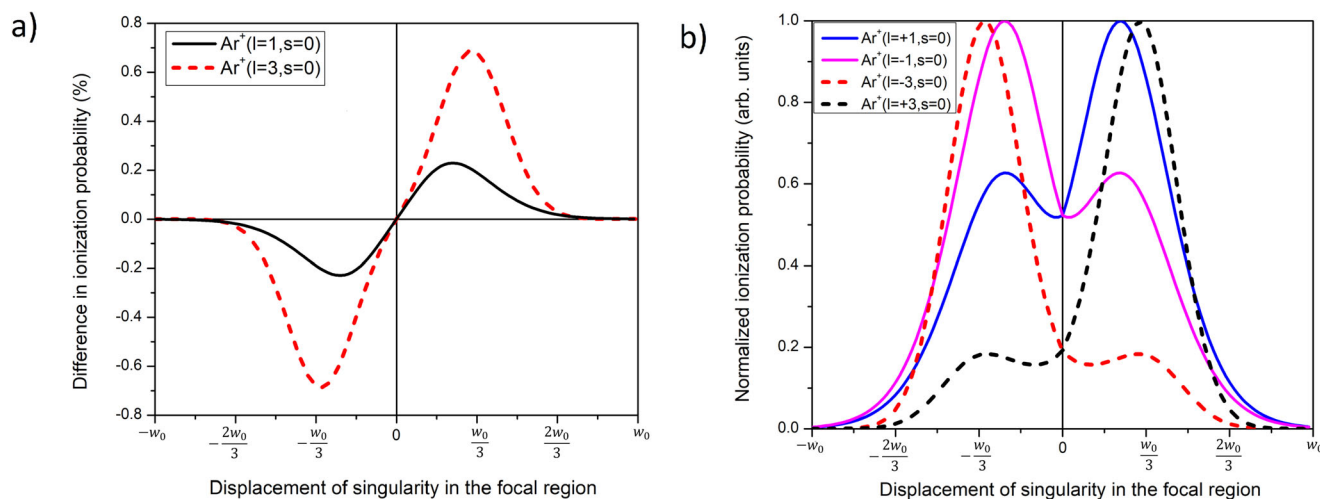 a)
Difference in ionization probability (%)
0.8
0.6
0.4
0.2
0.0
-0.2
-0.4
-0.6
-0.8
Ar⁺(l=1,s=0)
Ar⁺(l=3,s=0)
−w₀
−2w₀/3
−w₀/3
0
w₀/3
2w₀/3
w₀
Displacement of singularity in the focal region
b)
Normalized ionization probability (arb. units)
1.0
0.8
0.6
0.4
0.2
0.0
Ar⁺(l=+1,s=0)
Ar⁺(l=-1,s=0)
Ar⁺(l=-3,s=0)
Ar⁺(l=+3,s=0)
−w₀
−2w₀/3
−w₀/3
0
w₀/3
2w₀/3
w₀
Displacement of singularity in the focal region